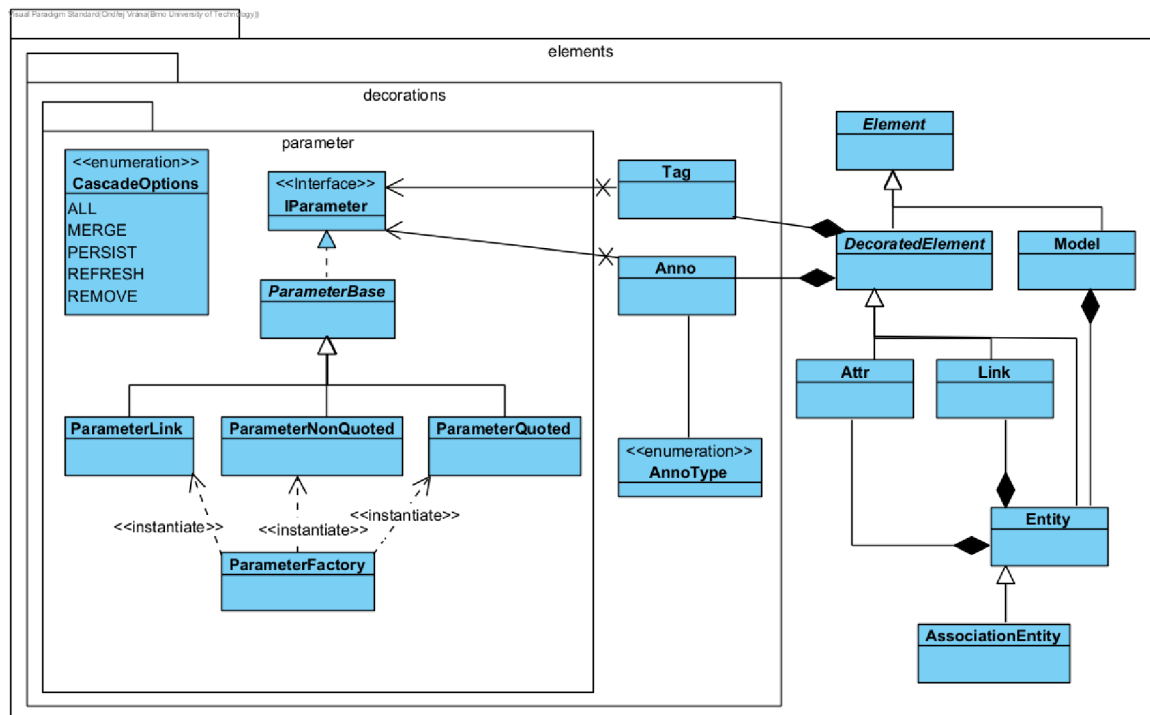 Visual Paradigm Standard(Ondřej Vrána(Brno University of Technology))
elements
decorations
parameter
<<enumeration>>
CascadeOptions
ALL
MERGE
PERSIST
REFRESH
REMOVE
<<Interface>>
IParameter
ParameterBase
ParameterLink
ParameterNonQuoted
ParameterQuoted
<<instantiate>>
<<instantiate>>
<<instantiate>>
ParameterFactory
Tag
Anno
<<enumeration>>
AnnoType
Element
DecoratedElement
Model
Attr
Link
Entity
AssociationEntity